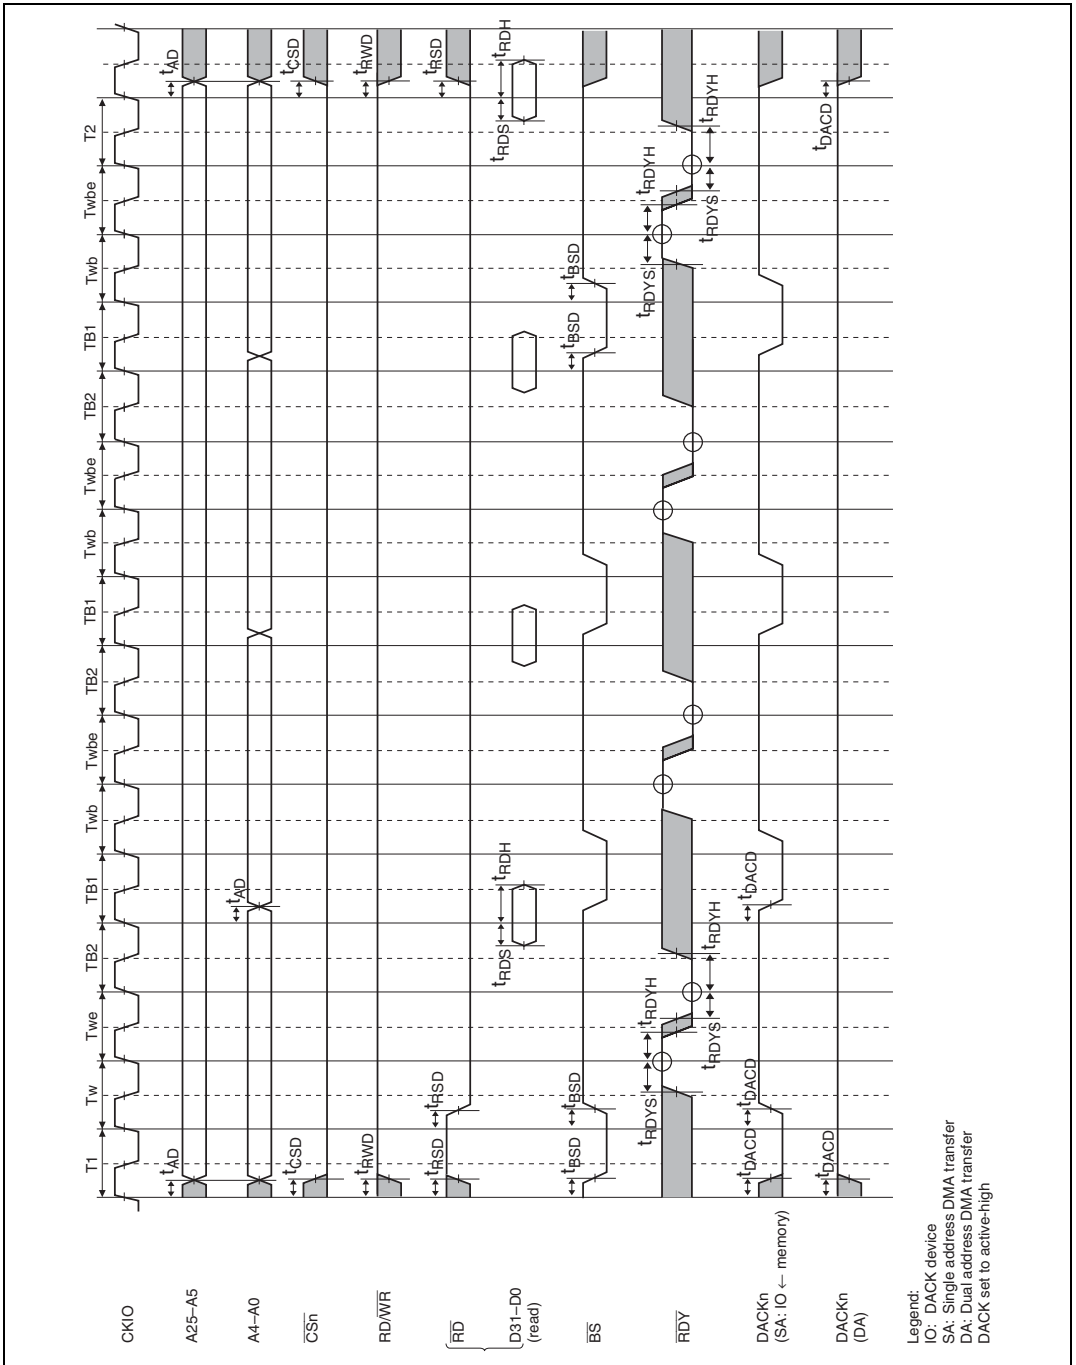 T1 Tw Twe TB2 TB1 Twb Twbe TB2 TB1 Twb Twbe TB2 TB1 Twb Twbe T2
CKIO
tAD tAD
A25–A5
tAD
A4–A0
tCSD tCSD
CSn
tRWD tRWD
RD/WR
tRSD tRSD tRSD
RD
tRDS tRDH tRDS tRDH
D31–D0
(read)
tBSD tBSD tBSD tBSD
BS
tRDYH tRDYH
RDY
tRDYS tRDYS tRDYH tRDYS tRDYS tRDYH
tDACD tDACD tDACD
DACKn
(SA: IO ← memory)
tDACD tDACD
DACKn
(DA)
Legend:
IO: DACK device
SA: Single address DMA transfer
DA: Dual address DMA transfer
DACK set to active-high